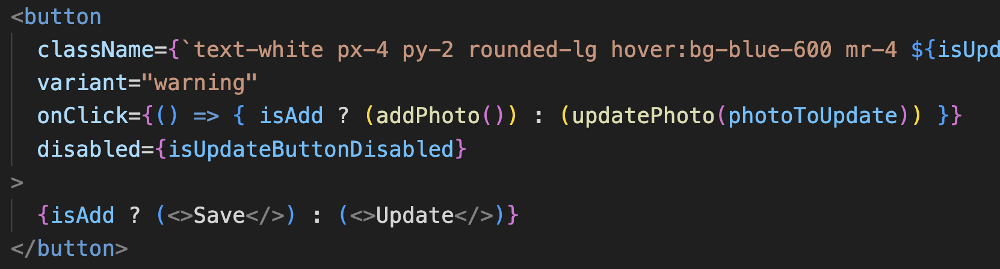 <button
className={`text-white px-4 py-2 rounded-lg hover:bg-blue-600 mr-4 ${isUpd
variant="warning"
onClick={() => { isAdd ? (addPhoto()) : (updatePhoto(photoToUpdate)) }}
disabled={isUpdateButtonDisabled}
>
{isAdd ? (<>Save</>) : (<>Update</>)}
</button>